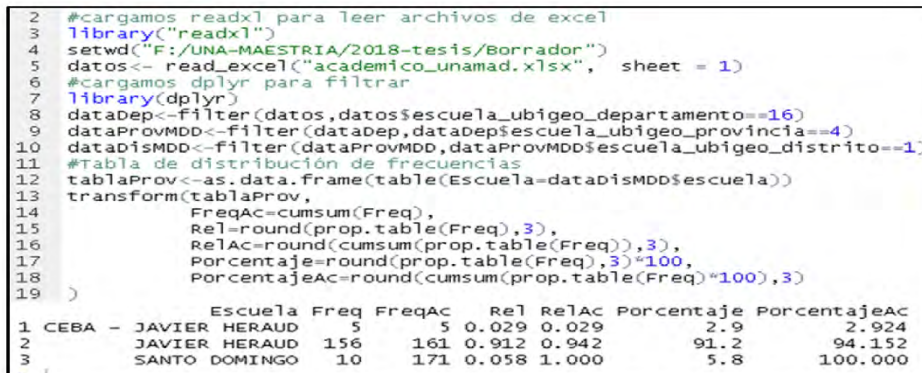 2 #cargamos readxl para leer archivos de excel
3 library("readxl")
4 setwd("F:/UNA-MAESTRIA/2018-tesis/Borrador")
5 datos<- read_excel("academico_unamad.xlsx", sheet = 1)
6 #cargamos dplyr para filtrar
7 library(dplyr)
8 dataDep<-filter(datos,datos$escuela_ubigeo_departamento==16)
9 dataProvMDD<-filter(dataDep,dataDep$escuela_ubigeo_provincia==4)
10 dataDisMDD<-filter(dataProvMDD,dataProvMDD$escuela_ubigeo_distrito==1)
11 #Tabla de distribución de frecuencias
12 tablaProv<-as.data.frame(table(Escuela=dataDisMDD$escuela))
13 transform(tablaProv,
14 FreqAc=cumsum(Freq),
15 Rel=round(prop.table(Freq),3),
16 RelAc=round(cumsum(prop.table(Freq)),3),
17 Porcentaje=round(prop.table(Freq),3)*100,
18 PorcentajeAc=round(cumsum(prop.table(Freq)*100),3)
19 )
Escuela Freq FreqAc Rel RelAc Porcentaje PorcentajeAc
1 CEBA - JAVIER HERAUD 5 5 0.029 0.029 2.9 2.924
2 JAVIER HERAUD 156 161 0.912 0.942 91.2 94.152
3 SANTO DOMINGO 10 171 0.058 1.000 5.8 100.000